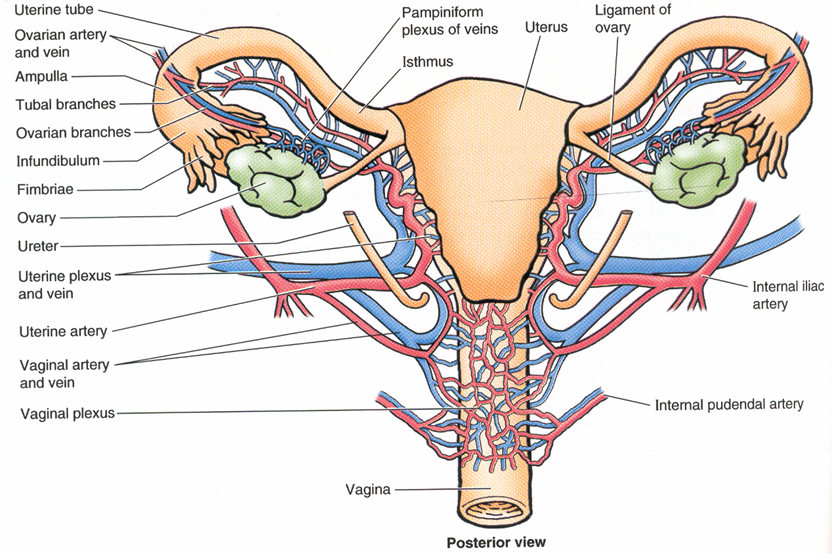 Uterine tube
Ovarian artery
and vein
Ampulla
Tubal branches
Ovarian branches
Infundibulum
Fimbriae
Ovary
Ureter
Uterine plexus
and vein
Uterine artery
Vaginal artery
and vein
Vaginal plexus
Pampiniform
plexus of veins
Isthmus
Uterus
Ligament of
ovary
Internal iliac
artery
Internal pudendal artery
Vagina
Posterior view